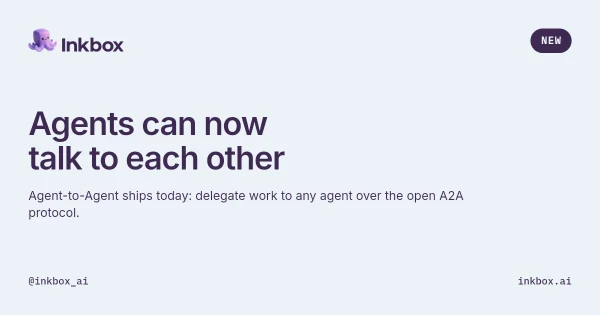 Inkbox
NEW
Agents can now
talk to each other
Agent-to-Agent ships today: delegate work to any agent over the open A2A
protocol.
@inkbox_ai
inkbox.ai